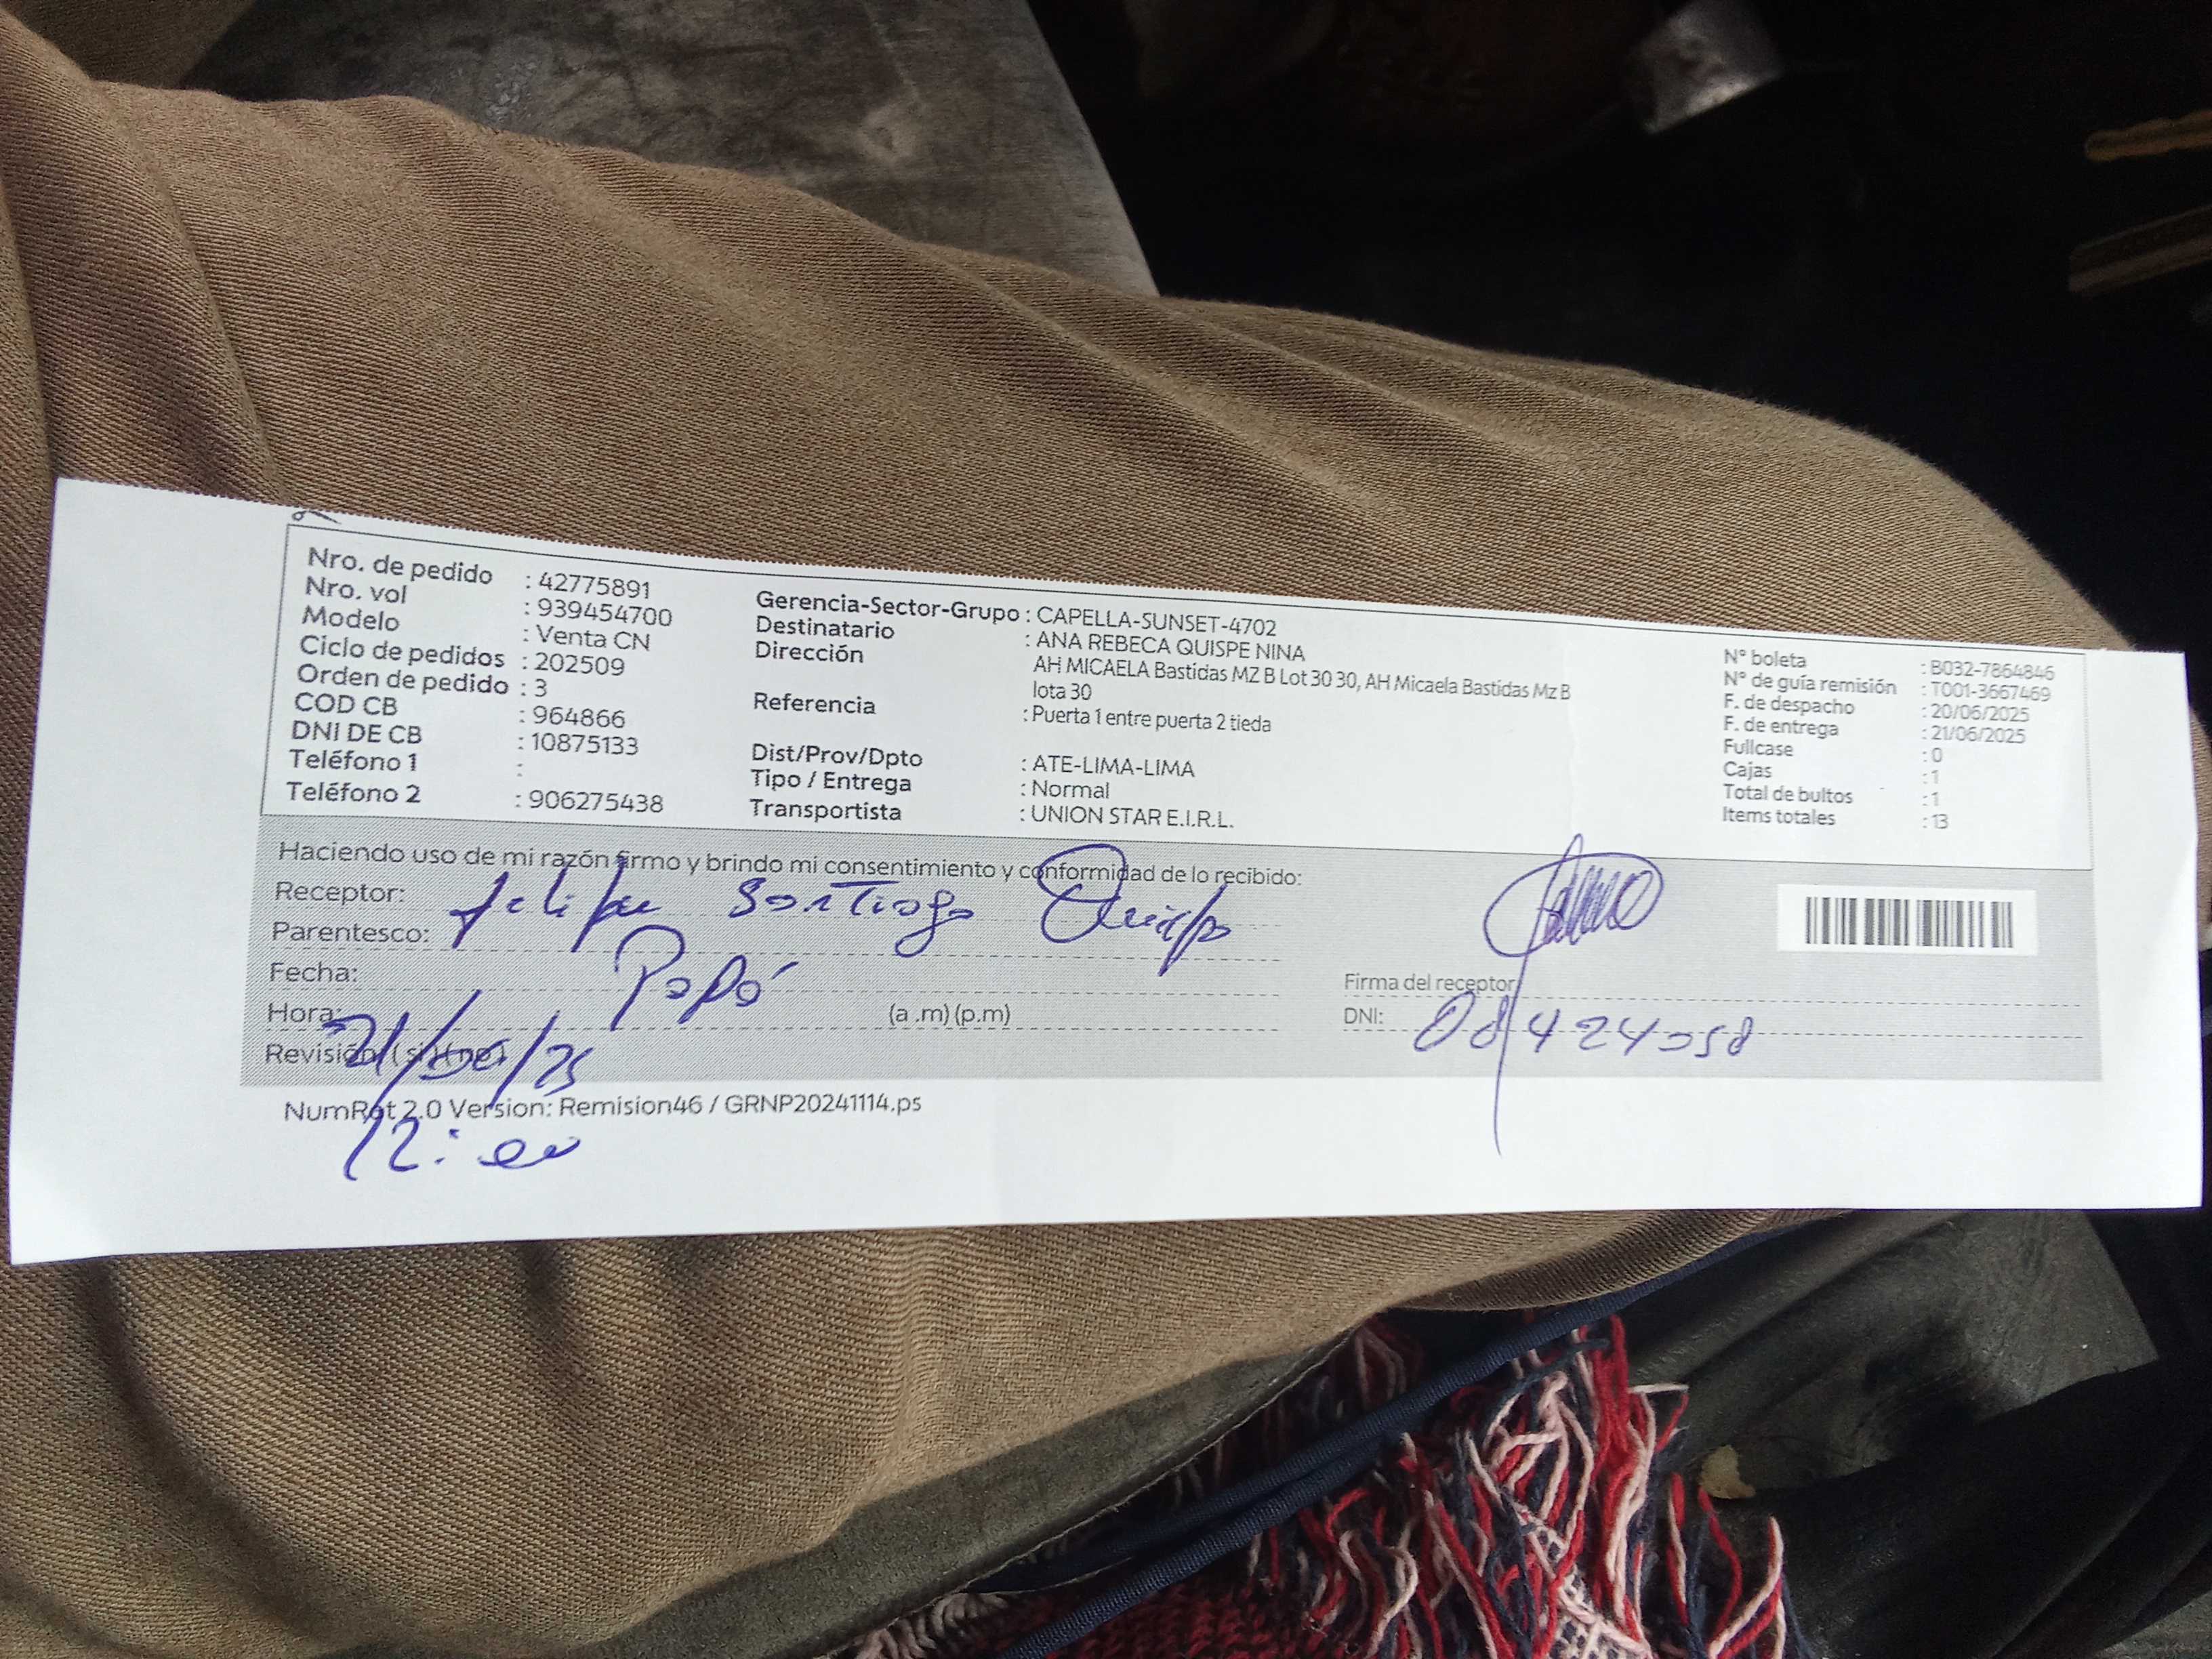 Nro. de pedido : 42775891
Nro. vol : 939454700
Modelo : Venta CN
Ciclo de pedidos : 202509
Orden de pedido : 3
COD CB : 964866
DNI DE CB : 10875133
Teléfono 1 :
Teléfono 2 : 906275438
Gerencia-Sector-Grupo : CAPELLA-SUNSET-4702
Destinatario : ANA REBECA QUISPE NINA
Dirección AH MICAELA Bastidas MZ B Lot 30 30, AH Micaela Bastidas Mz B
lota 30
Referencia : Puerta 1 entre puerta 2 tieda
Dist/Prov/Dpto : ATE-LIMA-LIMA
Tipo / Entrega : Normal
Transportista : UNION STAR E.I.R.L.
N° boleta : B032-7864846
N° de guía remisión : T001-3667469
F. de despacho : 20/06/2025
F. de entrega : 21/06/2025
Fullcase : 0
Cajas : 1
Total de bultos : 1
Items totales : 13
Haciendo uso de mi razón firmo y brindo mi consentimiento y conformidad de lo recibido:
Receptor: Felipe Santiago Quispe
Parentesco: Papá
Fecha: 21/06/25
Hora: 12: (a .m) (p.m)
Revisión ( si ) ( no )
Firma del receptor
DNI:
NumRot 2.0 Version: Remision46 / GRNP20241114.ps